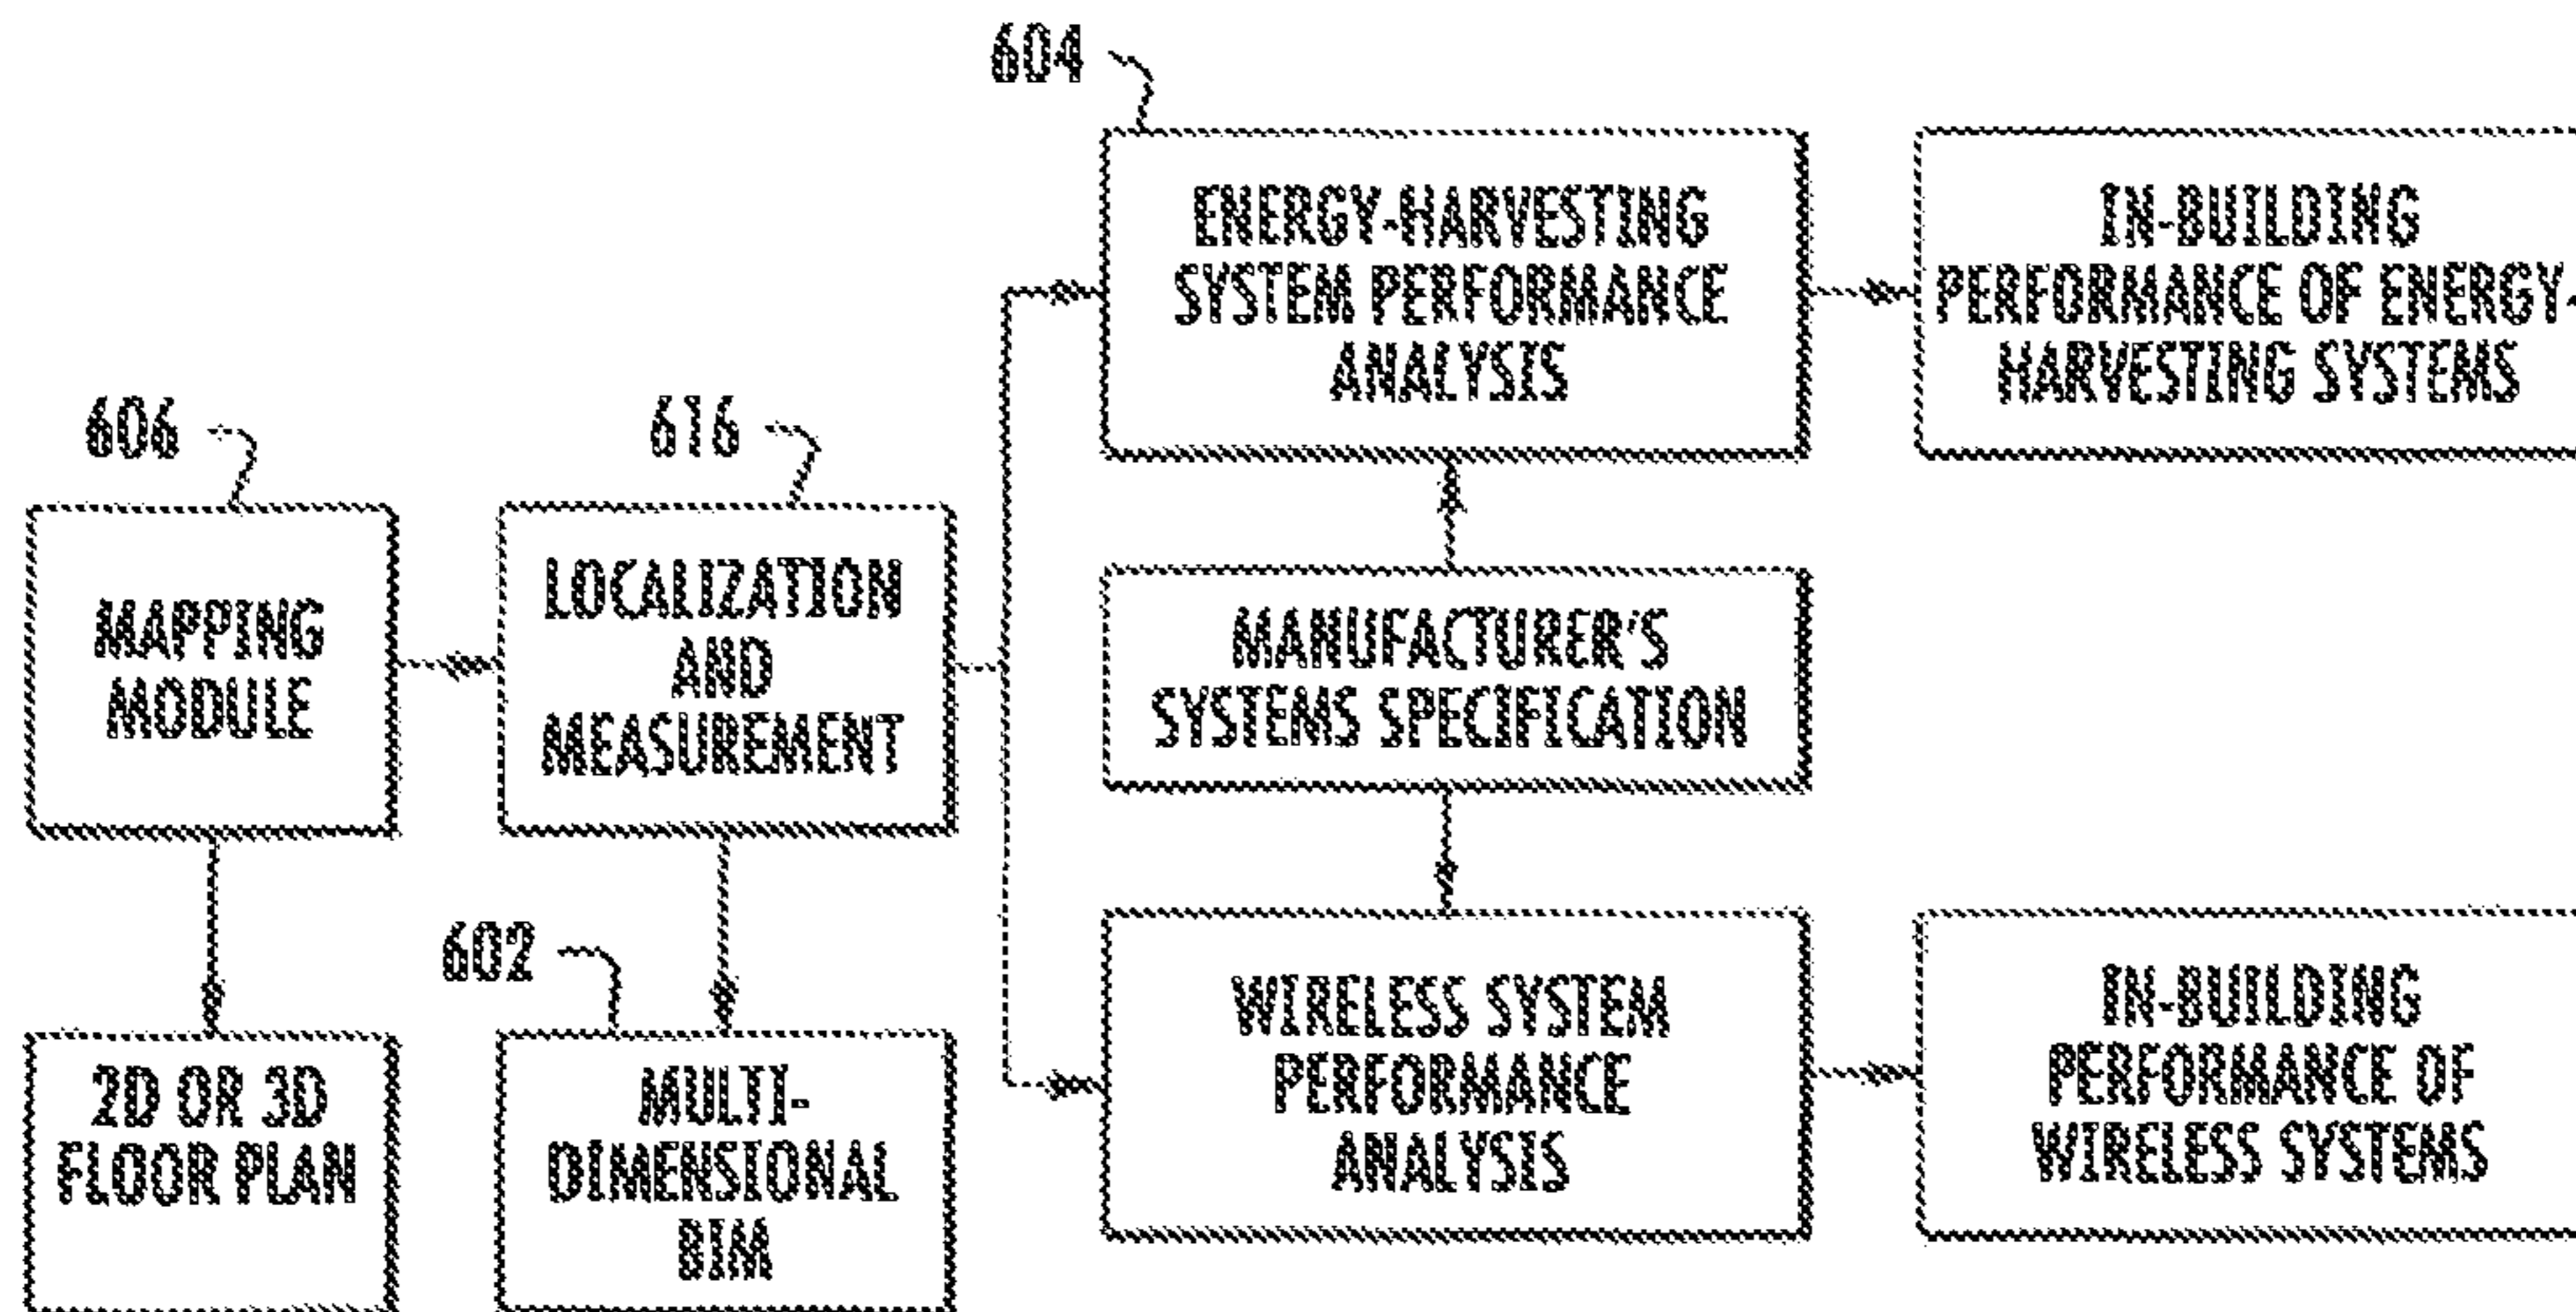 604
ENERGY-HARVESTING
SYSTEM PERFORMANCE
ANALYSIS
IN-BUILDING
PERFORMANCE OF ENERGY-
HARVESTING SYSTEMS
606
MAPPING
MODULE
616
LOCALIZATION
AND
MEASUREMENT
MANUFACTURER'S
SYSTEMS SPECIFICATION
2D OR 3D
FLOOR PLAN
602
MULTI-
DIMENSIONAL
BIM
WIRELESS SYSTEM
PERFORMANCE
ANALYSIS
IN-BUILDING
PERFORMANCE OF
WIRELESS SYSTEMS